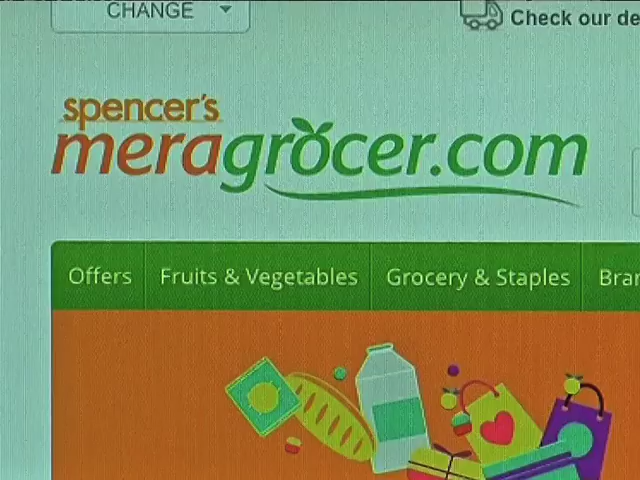 CHANGE
Check our de
spencer's
meragrocer.com
Offers
Fruits & Vegetables
Grocery & Staples
Bran